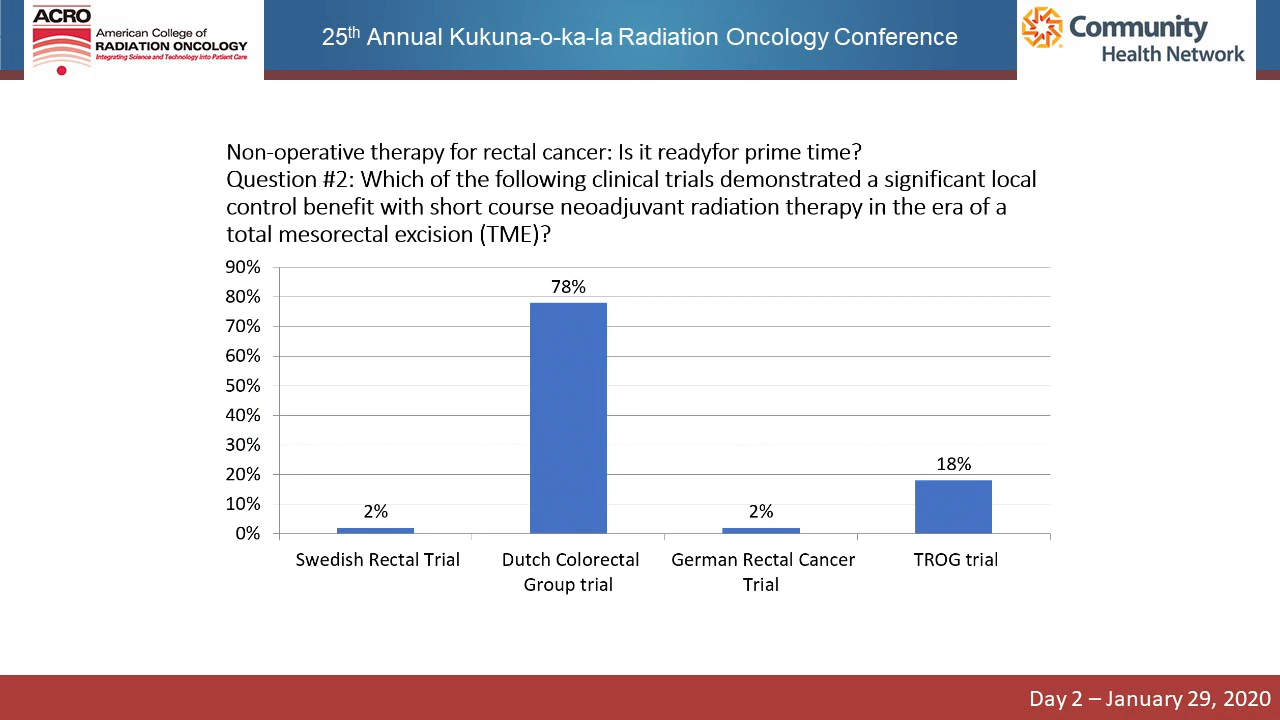 ACRO
American College of
RADIATION ONCOLOGY
Integrating Science and Technology Into Patient Care
25th Annual Kukuna-o-ka-la Radiation Oncology Conference
Community
Health Network
Non-operative therapy for rectal cancer: Is it readyfor prime time?
Question #2: Which of the following clinical trials demonstrated a significant local
control benefit with short course neoadjuvant radiation therapy in the era of a
total mesorectal excision (TME)?
90%
80%
70%
60%
50%
40%
30%
20%
10%
0%
2%
78%
2%
18%
Swedish Rectal Trial
Dutch Colorectal
Group trial
German Rectal Cancer
Trial
TROG trial
Day 2 – January 29, 2020